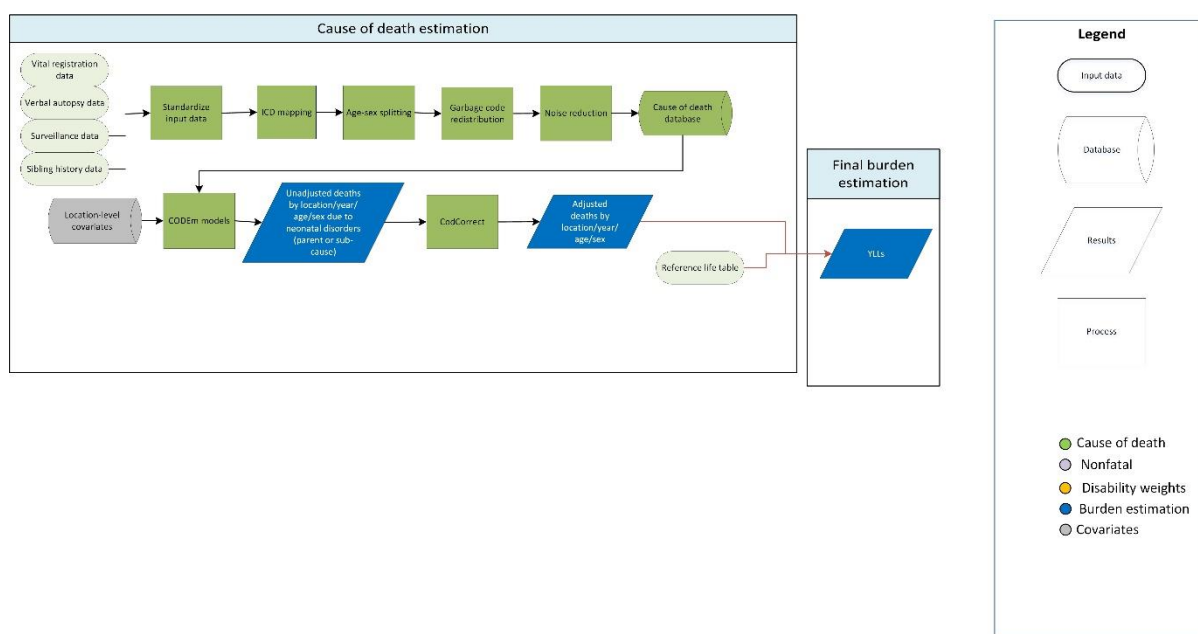 Cause of death estimation
Vital registration
data
Verbal autopsy data
Surveillance data
Sibling history data
Standardize
input data
ICD mapping
Age-sex splitting
Garbage code
redistribution
Noise reduction
Cause of death
database
Location-level
covariates
CODEm models
Unadjusted deaths
by location/year/
age/sex due to
neonatal disorders
(parent or sub-
cause)
CodCorrect
Adjusted
deaths by
location/year/
age/sex
Reference life table
Final burden
estimation
YLLs
Legend
Input data
Database
Results
Process
Cause of death
Nonfatal
Disability weights
Burden estimation
Covariates